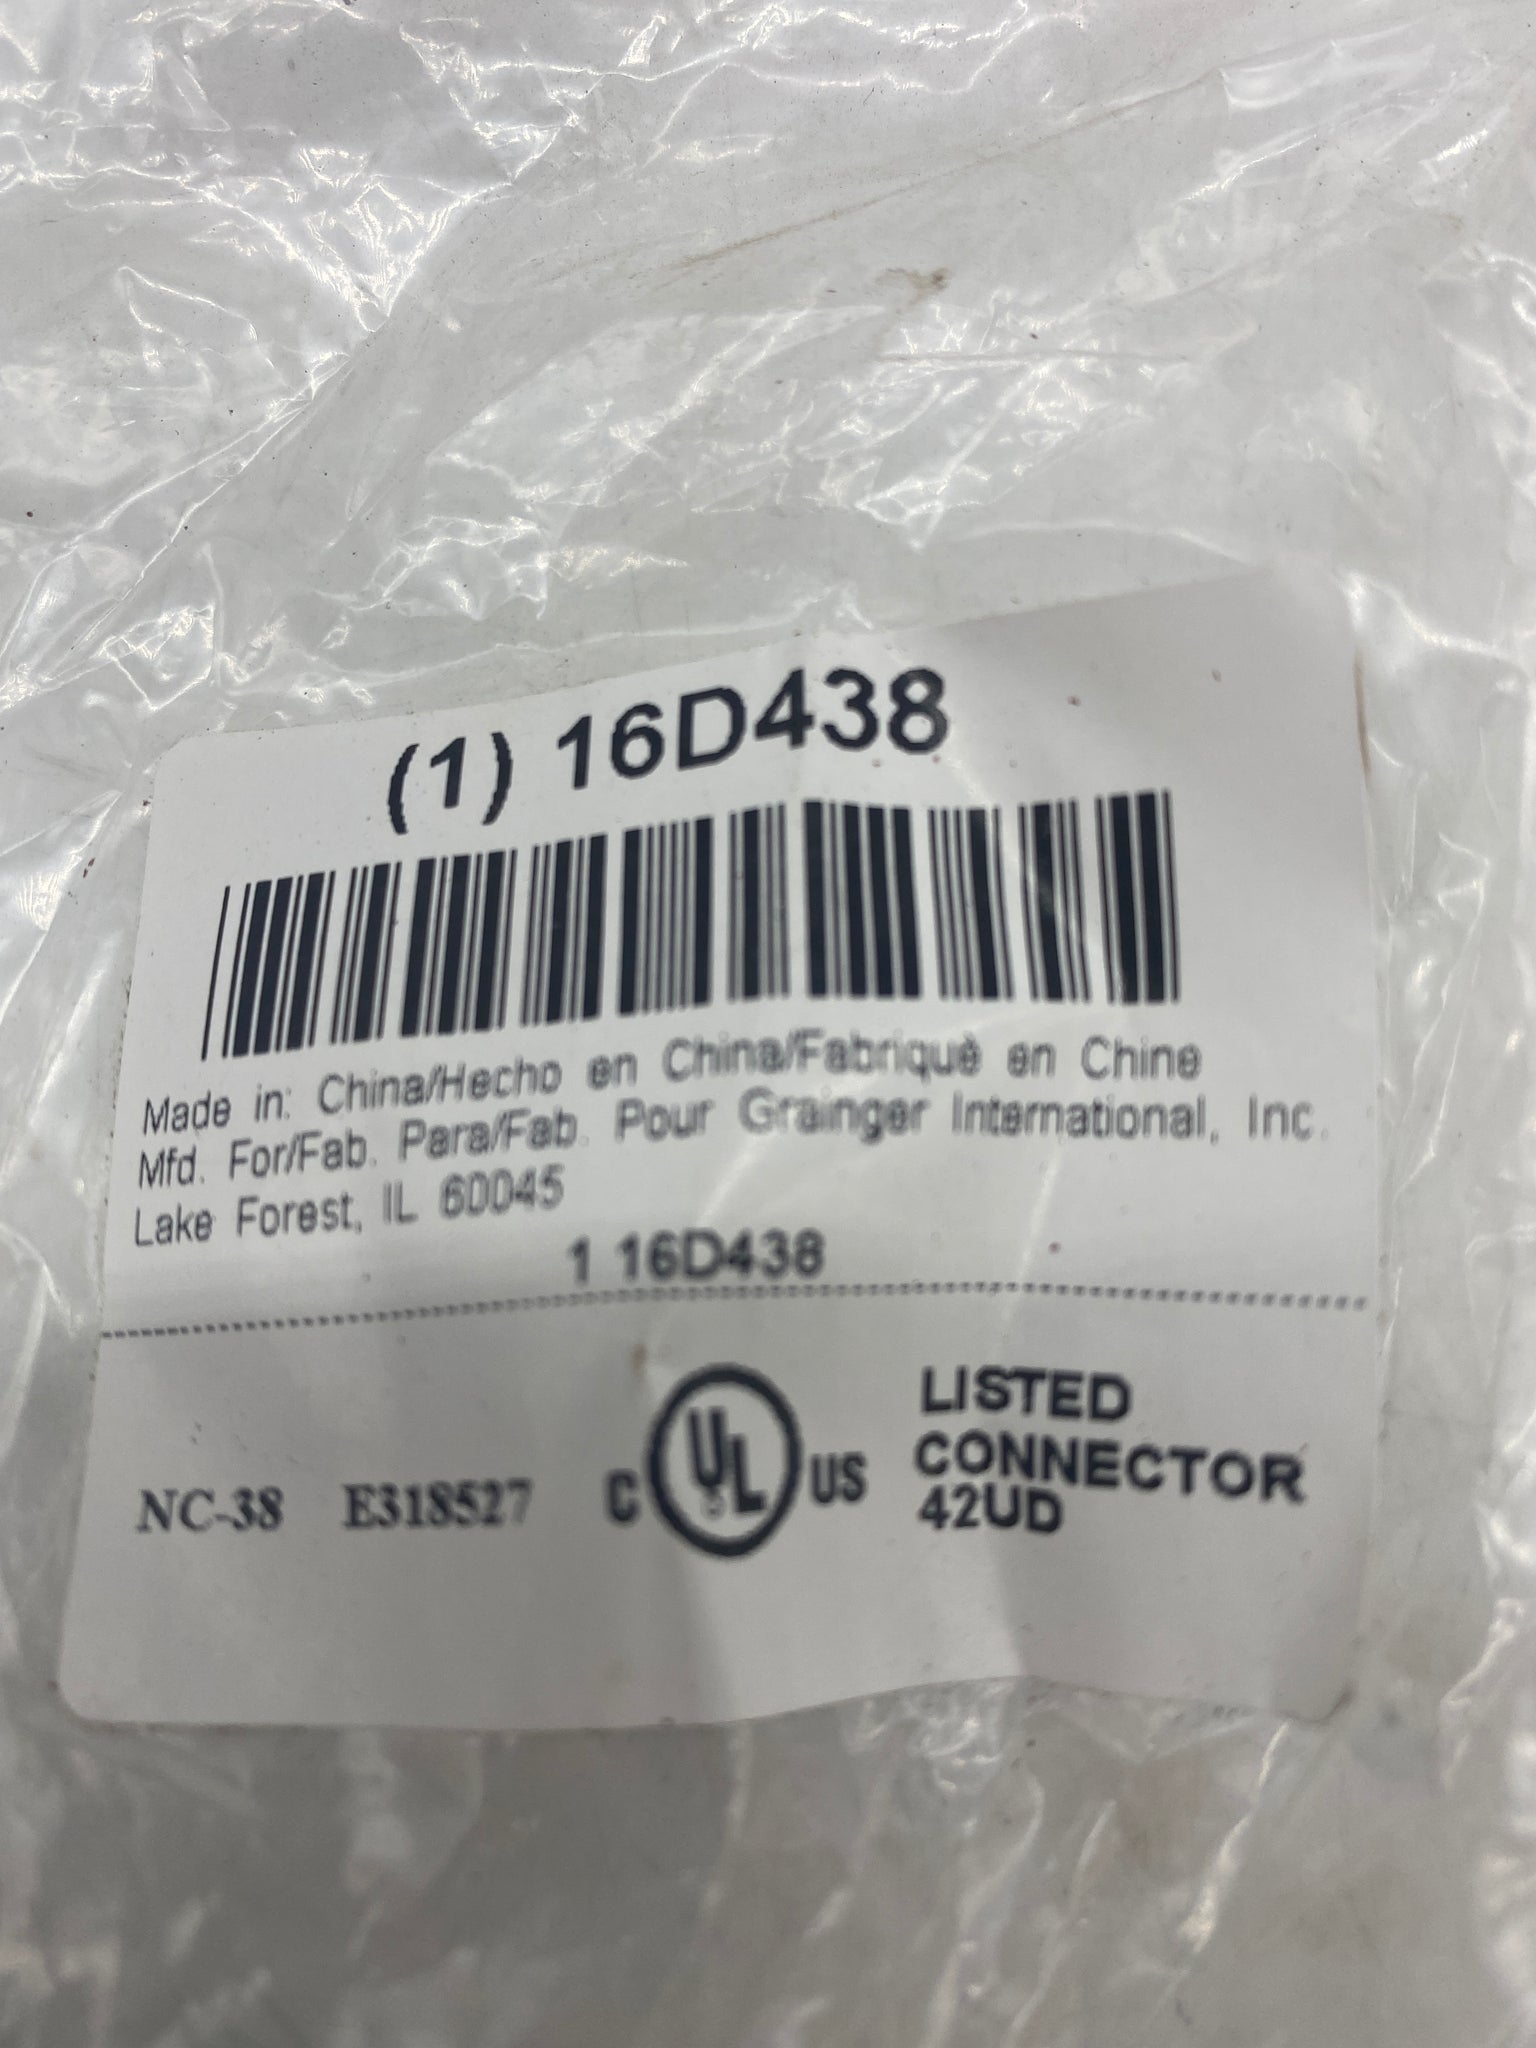 (1) 16D438
Made in: China/Hecho en China/Fabriqué en Chine
Mfd. For/Fab. Para/Fab. Pour Grainger International, Inc.
Lake Forest, IL 60045
1 16D438
NC-38 E318527 C UL US LISTED
CONNECTOR
42UD